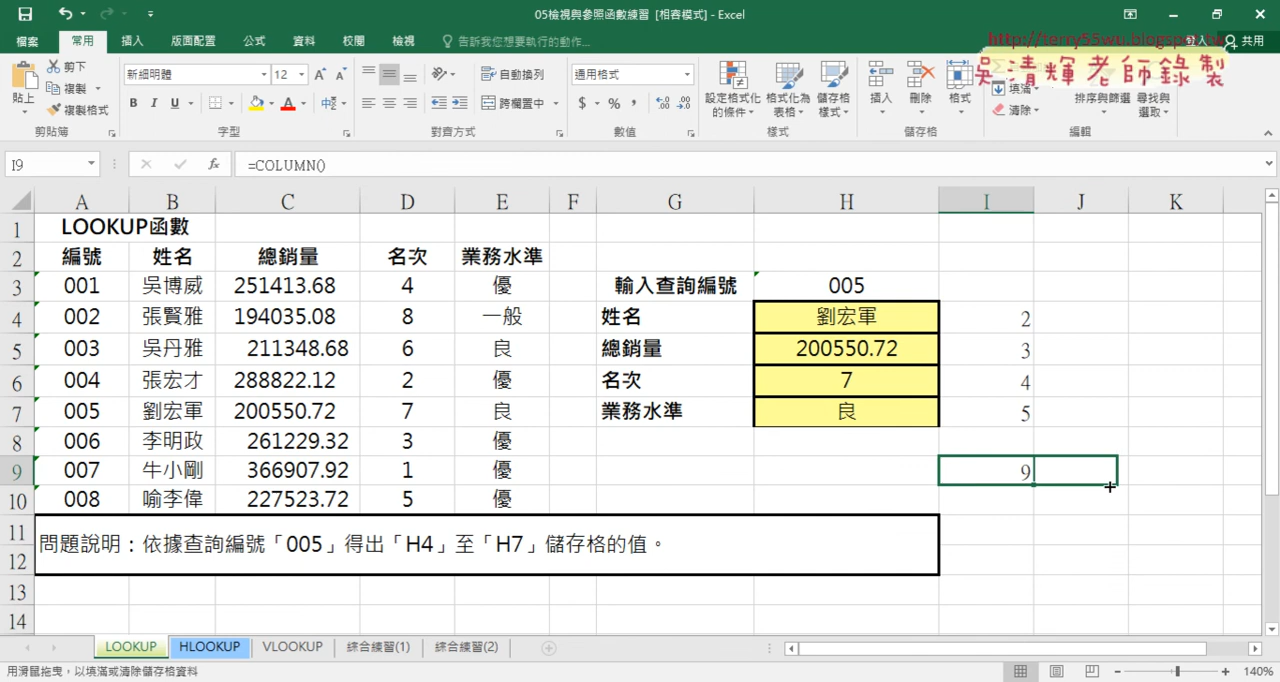 05檢視與參照函數練習 [相容模式] - Excel
http://terry55wu.blogspot.tw
吳清輝老師錄製
檔案 常用 插入 版面配置 公式 資料 校閱 檢視 告訴我您想要執行的動作... 共用
貼上 剪下 複製 複製格式 剪貼簿
新細明體 12 B I U 字型
自動換列 跨欄置中 對齊方式
通用格式 $ % , 數值
設定格式化的條件 格式化為表格 儲存格樣式 樣式
插入 刪除 格式 儲存格
填滿 清除 排序與篩選 尋找與選取 編輯
I9 fx =COLUMN()
A B C D E F G H I J K
1 LOOKUP函數
2 編號 姓名 總銷量 名次 業務水準
3 001 吳博威 251413.68 4 優 輸入查詢編號 005
4 002 張賢雅 194035.08 8 一般 姓名 劉宏軍 2
5 003 吳丹雅 211348.68 6 良 總銷量 200550.72 3
6 004 張宏才 288822.12 2 優 名次 7 4
7 005 劉宏軍 200550.72 7 良 業務水準 良 5
8 006 李明政 261229.32 3 優
9 007 牛小剛 366907.92 1 優 9
10 008 喻李偉 227523.72 5 優
11
問題說明：依據查詢編號「005」得出「H4」至「H7」儲存格的值。
12
13
14
LOOKUP HLOOKUP VLOOKUP 綜合練習(1) 綜合練習(2)
用滑鼠拖曳，以填滿或清除儲存格資料 140%